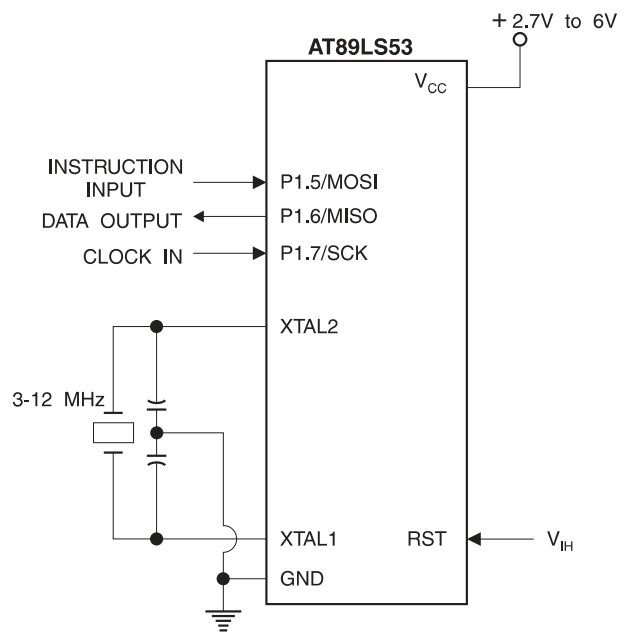 + 2.7V to 6V
AT89LS53
VCC
INSTRUCTION
INPUT
P1.5/MOSI
DATA OUTPUT
P1.6/MISO
CLOCK IN
P1.7/SCK
XTAL2
3-12 MHz
XTAL1
RST
VIH
GND